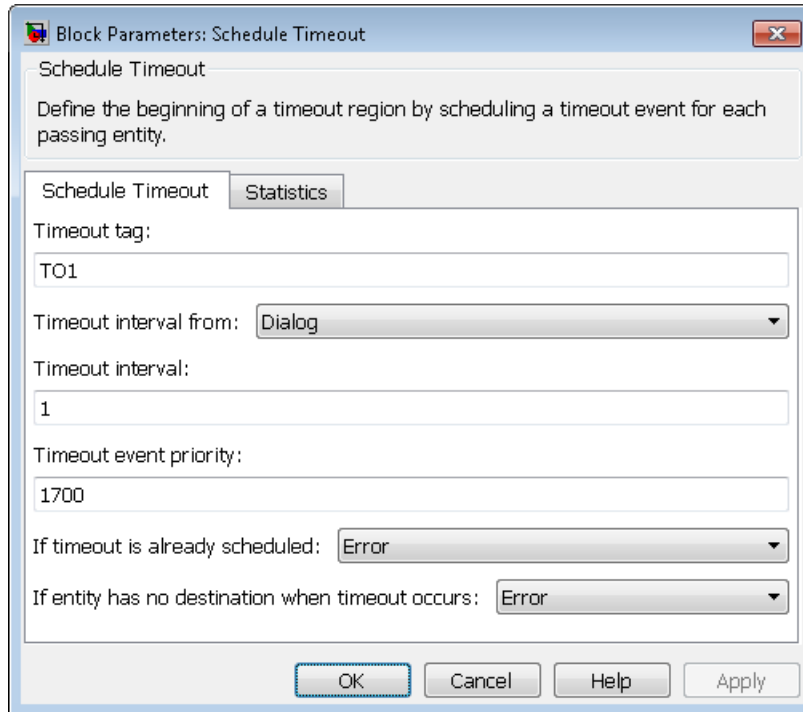 Block Parameters: Schedule Timeout
Schedule Timeout
Define the beginning of a timeout region by scheduling a timeout event for each
passing entity.
Schedule Timeout Statistics
Timeout tag:
TO1
Timeout interval from: Dialog
Timeout interval:
1
Timeout event priority:
1700
If timeout is already scheduled: Error
If entity has no destination when timeout occurs: Error
OK Cancel Help Apply